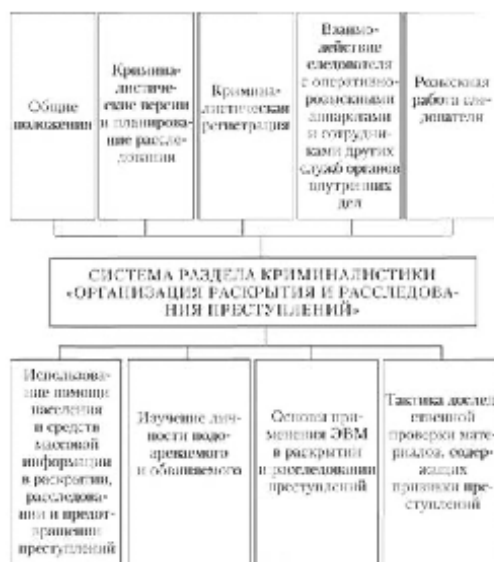 Общие
положения
Кримина-
листиче-
ские версии
и планирова-
ние рассле-
дования
Кримина-
листическая
регистрация
Взаимо-
действие
следователя
с оперативно-
розыскными
аппаратами
и сотрудни-
ками других
служб органов
внутренних
дел
Розыскная
работа сле-
дователя
СИСТЕМА РАЗДЕЛА КРИМИНАЛИСТИКИ
«ОРГАНИЗАЦИЯ РАСКРЫТИЯ И РАССЛЕДОВА-
НИЯ ПРЕСТУПЛЕНИЙ»
Использова-
ние помощи
населения
и средств
массовой
информации
в раскрытии,
расследова-
нии и предот-
вращении
преступлений
Изучение лич-
ности подо-
зреваемого
и обвиняемого
Основы при-
менения ЭВМ
в раскрытии
и расследовании
преступлений
Тактика дослед-
ственной
проверки мате-
риалов, содер-
жащих
признаки пре-
ступлений